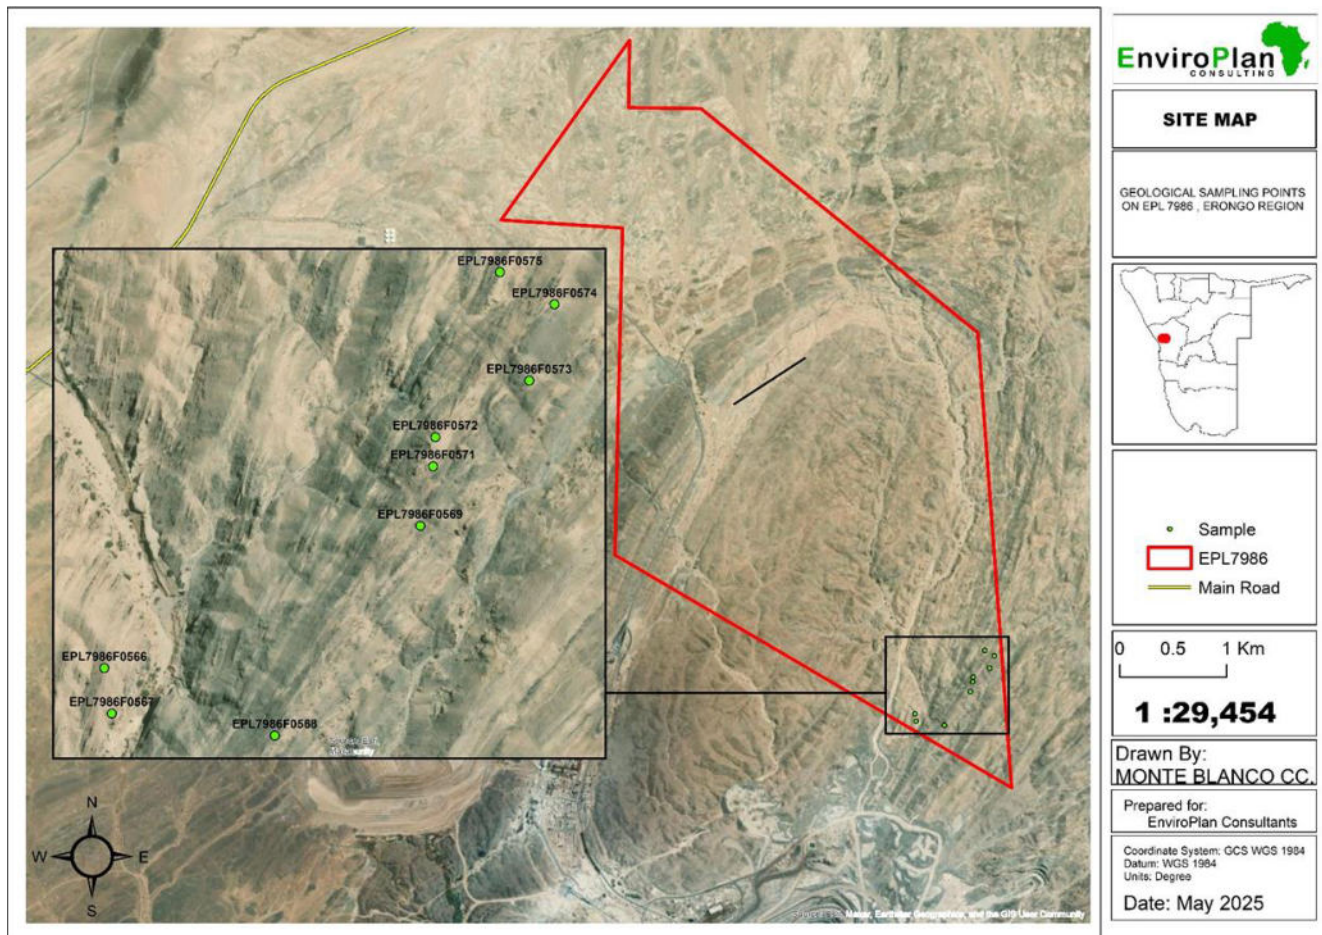 EPL7986F0575
EPL7986F0574
EPL7986F0573
EPL7986F0572
EPL7986F0571
EPL7986F0569
EPL7986F0566
EPL7986F0567
EPL7986F0568
N
W E
S
Maxar, Earthstar Geographics, and the GIS User Community
EnviroPlan
CONSULTING
SITE MAP
GEOLOGICAL SAMPLING POINTS
ON EPL 7986 , ERONGO REGION
Sample
EPL7986
Main Road
0 0.5 1 Km
1 :29,454
Drawn By:
MONTE BLANCO CC.
Prepared for:
EnviroPlan Consultants
Coordinate System: GCS WGS 1984
Datum: WGS 1984
Units: Degree
Date: May 2025